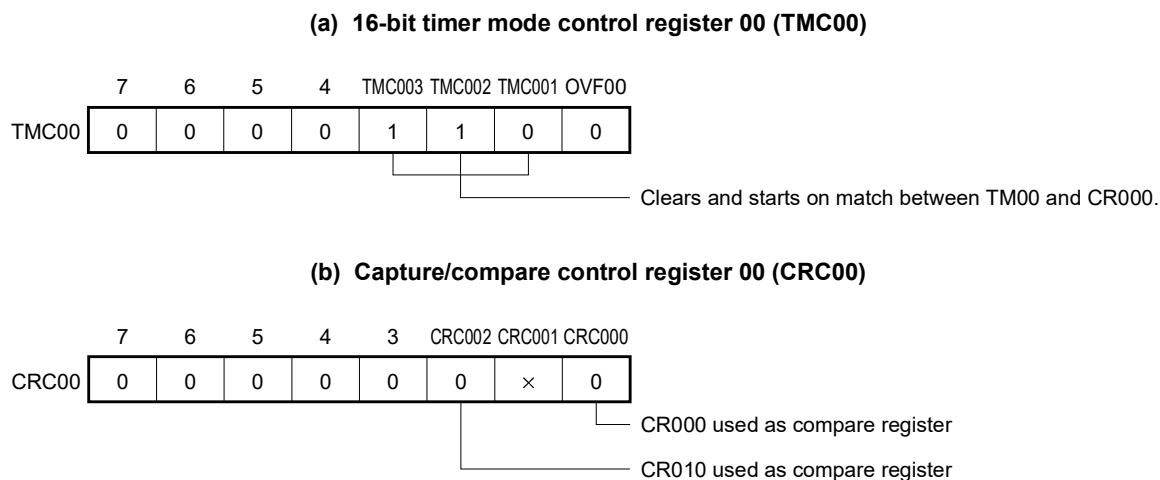 (a) 16-bit timer mode control register 00 (TMC00)
7 6 5 4 TMC003 TMC002 TMC001 OVF00
TMC00 0 0 0 0 1 1 0 0
Clears and starts on match between TM00 and CR000.
(b) Capture/compare control register 00 (CRC00)
7 6 5 4 3 CRC002 CRC001 CRC000
CRC00 0 0 0 0 0 0 × 0
CR000 used as compare register
CR010 used as compare register